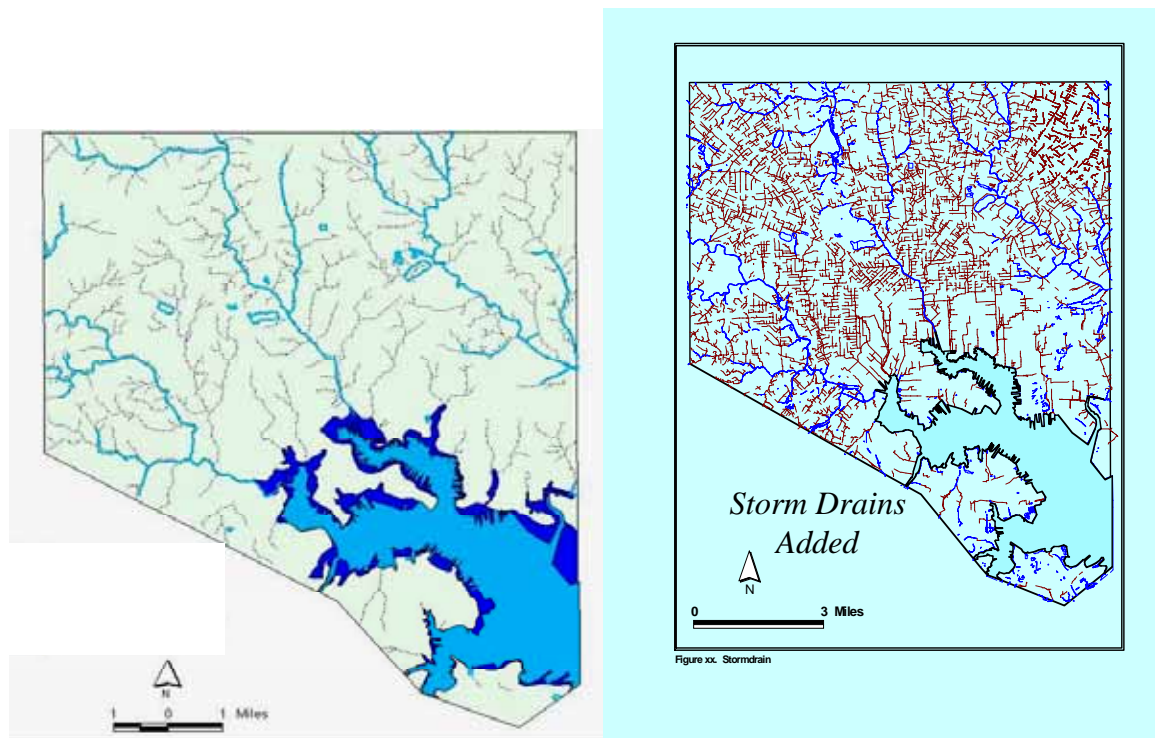 N
1 0 1 Miles
Storm Drains
Added
N
0 3 Miles
Figure xx. Stormdrain